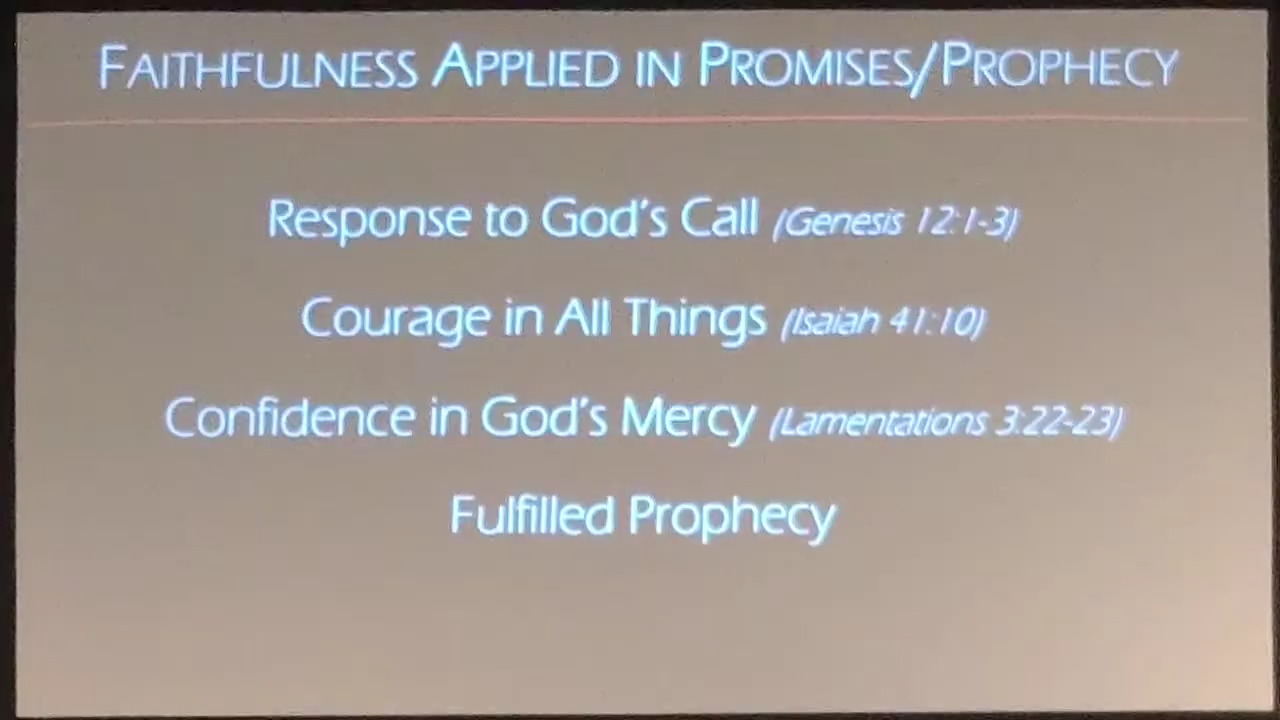 FAITHFULNESS APPLIED IN PROMISES/PROPHECY
Response to God's Call (Genesis 12:1-3)
Courage in All Things (Isaiah 41:10)
Confidence in God's Mercy (Lamentations 3:22-23)
Fulfilled Prophecy